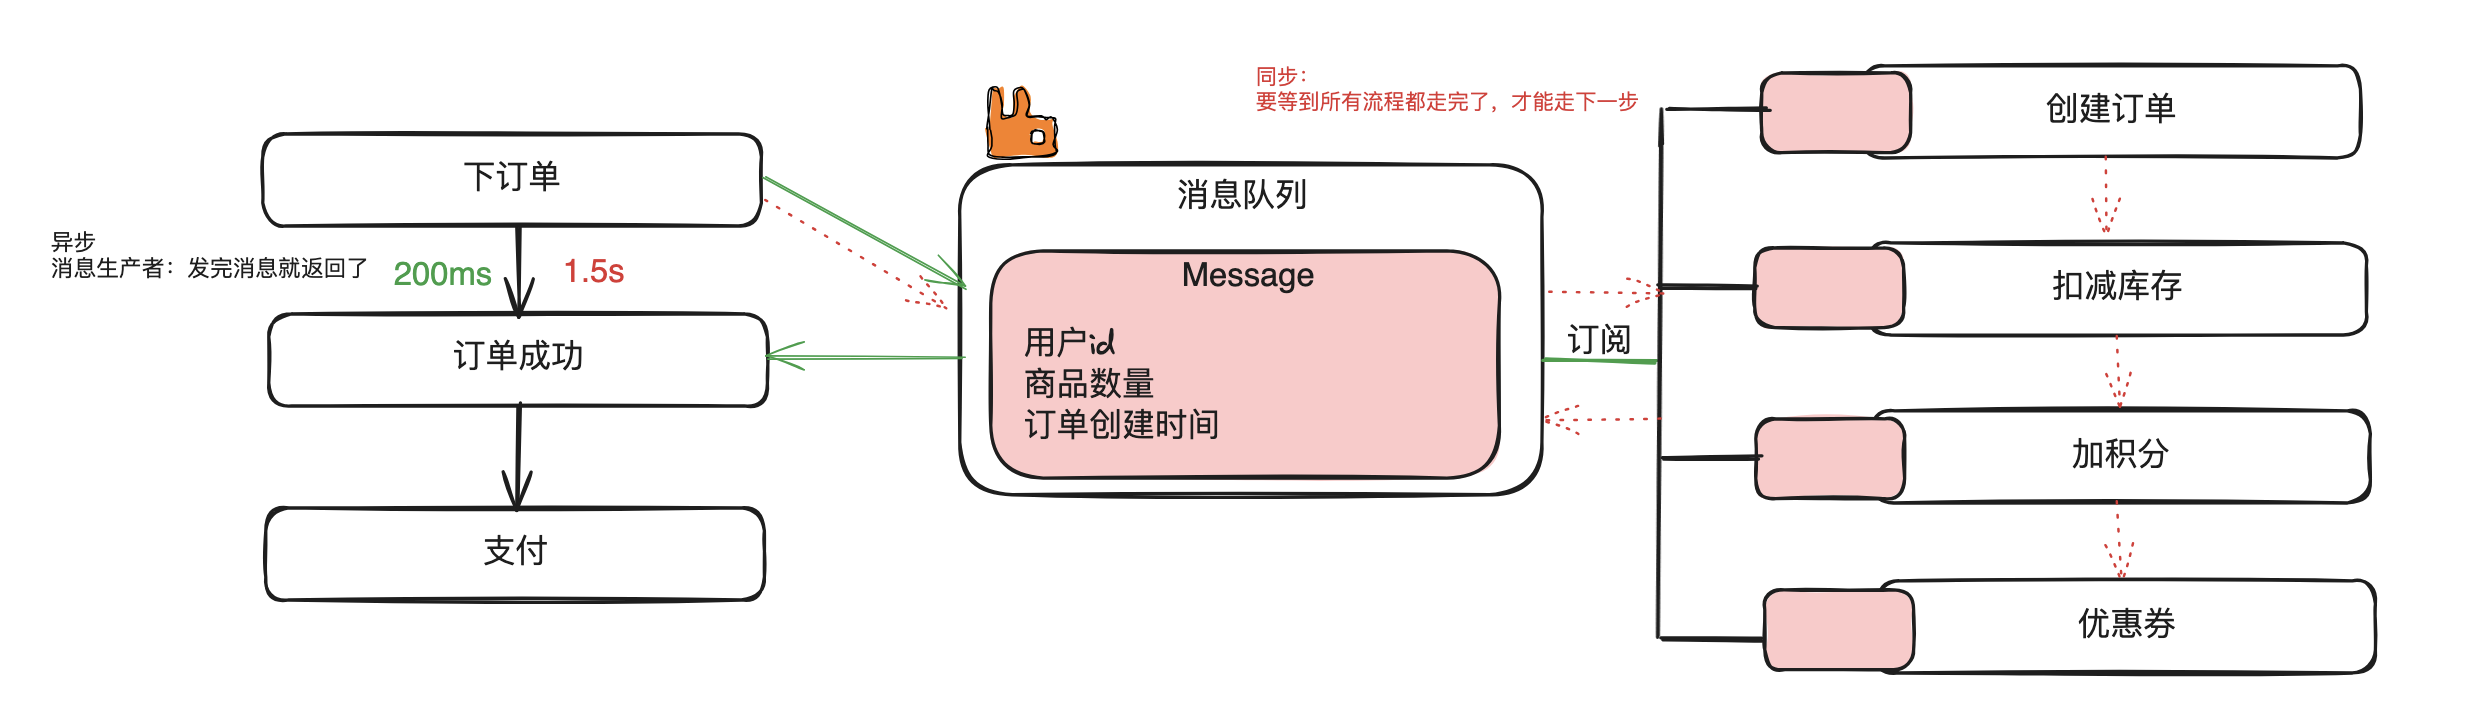 同步：
要等到所有流程都走完了，才能走下一步
创建订单
下订单
消息队列
异步
消息生产者：发完消息就返回了
200ms
1.5s
Message
扣减库存
用户id
商品数量
订单创建时间
订阅
订单成功
加积分
支付
优惠券